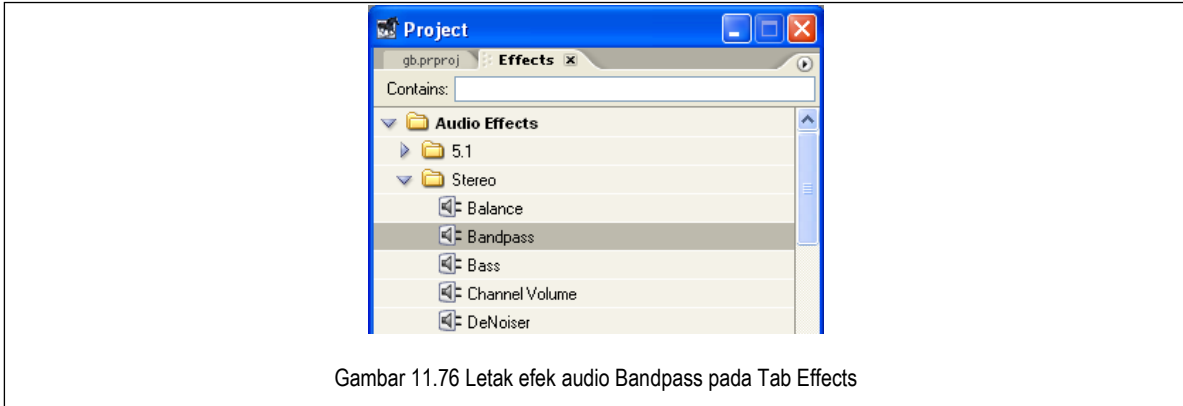 Project
gb.prproj Effects
Contains:
Audio Effects
5.1
Stereo
Balance
Bandpass
Bass
Channel Volume
DeNoiser
Gambar 11.76 Letak efek audio Bandpass pada Tab Effects